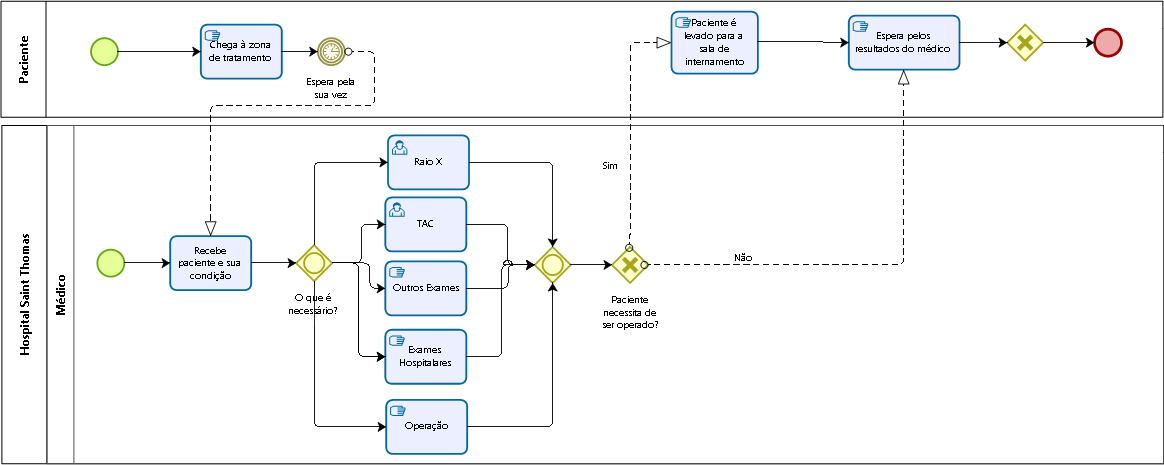 Paciente
Chega à zona
de tratamento
Espera pela
sua vez
Paciente é
levado para a
sala de
internamento
Espera pelos
resultados do médico
Hospital Saint Thomas
Médico
Recebe
paciente e sua
condição
O que é
necessário?
Raio X
TAC
Outros Exames
Exames
Hospitalares
Operação
Paciente
necessita de
ser operado?
Sim
Não